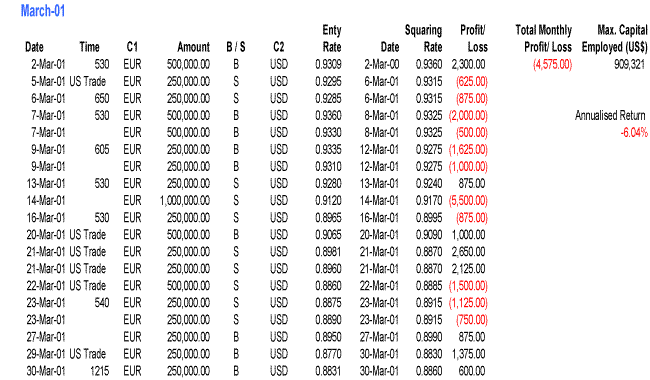 March-01
Enty Squaring Profit/ Total Monthly Max. Capital
Date Time C1 Amount B / S C2 Rate Date Rate Loss Profit/ Loss Employed (US$)
2-Mar-01 530 EUR 500,000.00 B USD 0.9309 2-Mar-00 0.9360 2,300.00 (4,575.00) 909,321
5-Mar-01 US Trade EUR 250,000.00 S USD 0.9295 6-Mar-01 0.9315 (625.00)
6-Mar-01 650 EUR 250,000.00 S USD 0.9285 6-Mar-01 0.9315 (875.00)
7-Mar-01 530 EUR 500,000.00 B USD 0.9360 8-Mar-01 0.9325 (2,000.00) Annualised Return
7-Mar-01 EUR 500,000.00 B USD 0.9330 8-Mar-01 0.9325 (500.00) -6.04%
9-Mar-01 605 EUR 250,000.00 B USD 0.9335 12-Mar-01 0.9275 (1,625.00)
9-Mar-01 EUR 250,000.00 B USD 0.9310 12-Mar-01 0.9275 (1,000.00)
13-Mar-01 530 EUR 250,000.00 S USD 0.9280 13-Mar-01 0.9240 875.00
14-Mar-01 EUR 1,000,000.00 S USD 0.9120 14-Mar-01 0.9170 (5,500.00)
16-Mar-01 530 EUR 250,000.00 S USD 0.8965 16-Mar-01 0.8995 (875.00)
20-Mar-01 US Trade EUR 500,000.00 B USD 0.9065 20-Mar-01 0.9090 1,000.00
21-Mar-01 US Trade EUR 250,000.00 S USD 0.8981 21-Mar-01 0.8870 2,650.00
21-Mar-01 US Trade EUR 250,000.00 S USD 0.8960 21-Mar-01 0.8870 2,125.00
22-Mar-01 US Trade EUR 500,000.00 S USD 0.8860 22-Mar-01 0.8885 (1,500.00)
23-Mar-01 540 EUR 250,000.00 S USD 0.8875 23-Mar-01 0.8915 (1,125.00)
23-Mar-01 EUR 250,000.00 S USD 0.8890 23-Mar-01 0.8915 (750.00)
27-Mar-01 EUR 250,000.00 B USD 0.8950 27-Mar-01 0.8990 875.00
29-Mar-01 US Trade EUR 250,000.00 B USD 0.8770 30-Mar-01 0.8830 1,375.00
30-Mar-01 1215 EUR 250,000.00 B USD 0.8831 30-Mar-01 0.8860 600.00